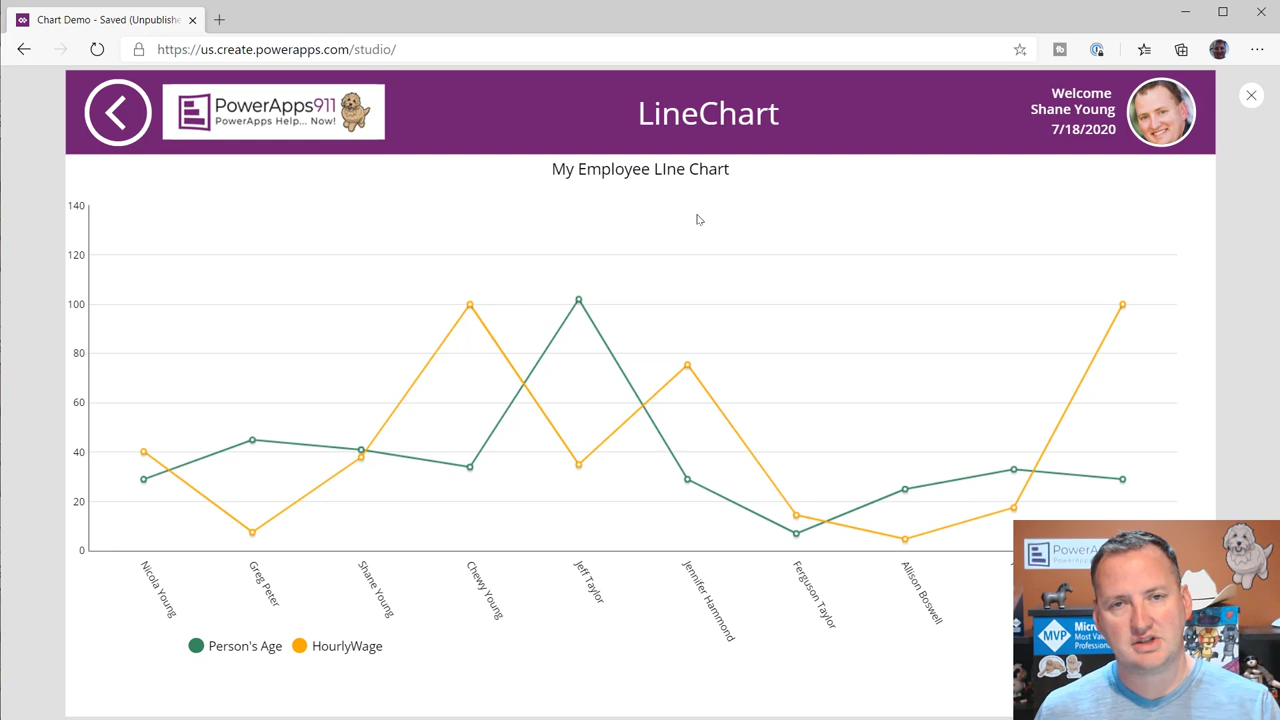 Chart Demo - Saved (Unpublishe
https://us.create.powerapps.com/studio/
PowerApps911
PowerApps Help... Now!
LineChart
Welcome
Shane Young
7/18/2020
My Employee LIne Chart
140
120
100
80
60
40
20
0
Nicola Young
Greg Peter
Shane Young
Chewy Young
Jeff Taylor
Jennifer Hammond
Ferguson Taylor
Allison Boswell
Person's Age
HourlyWage
MVP